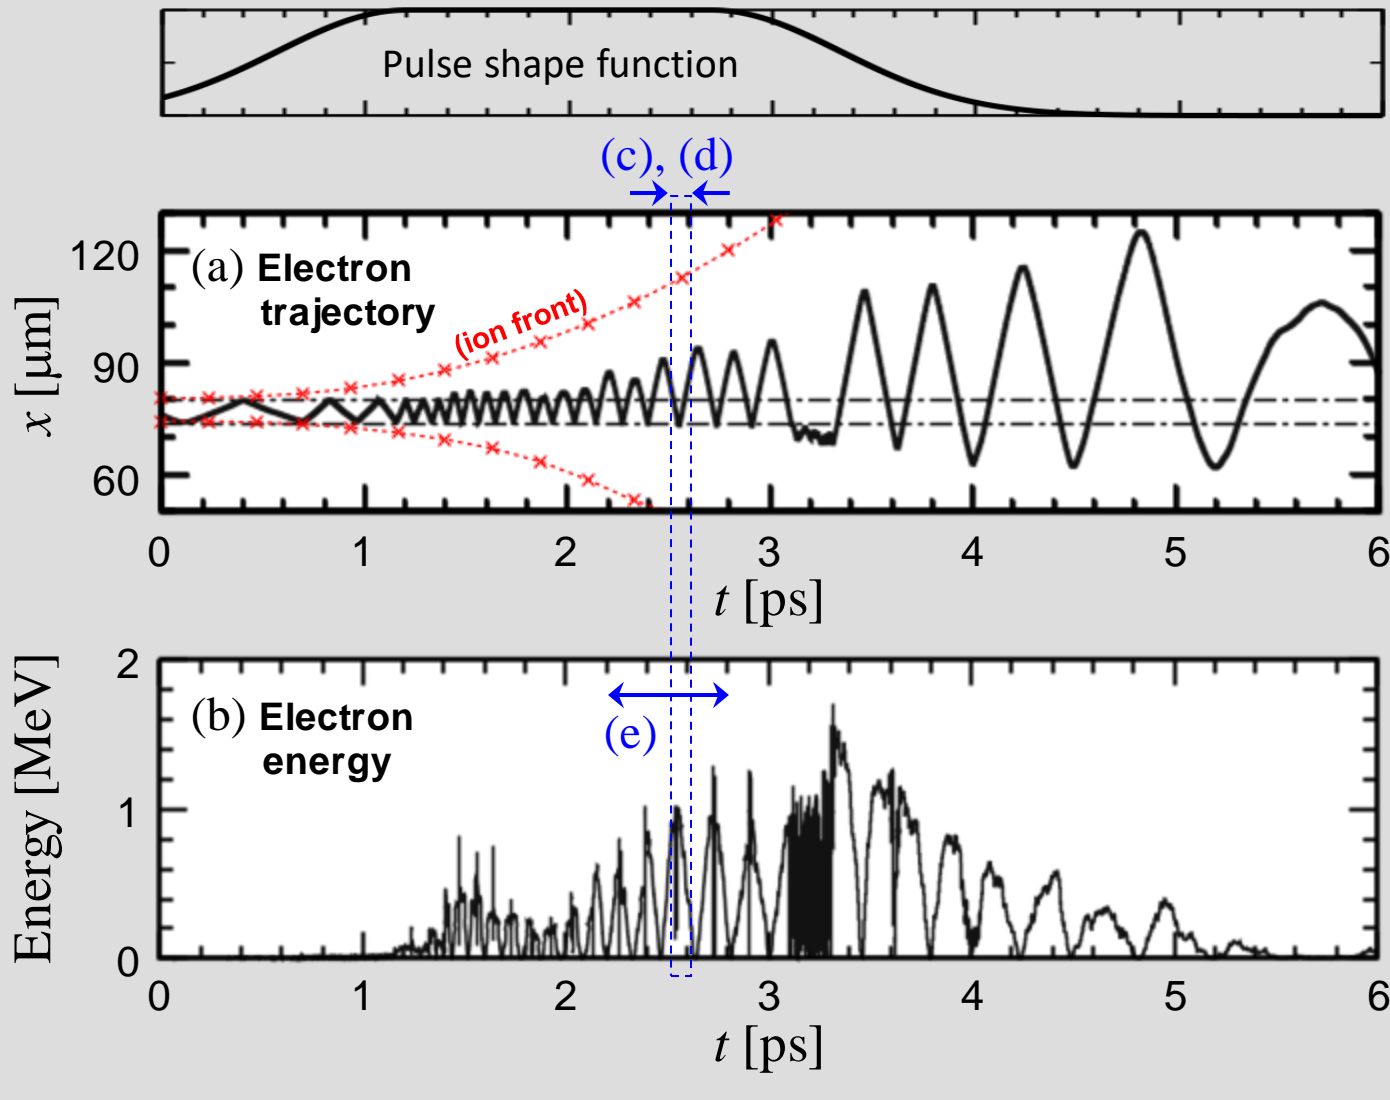 Pulse shape function
(c), (d)
(a) Electron
trajectory
(ion front)
120
90
60
x [μm]
0 1 2 3 4 5 6
t [ps]
(b) Electron
energy
(e)
2
1
0
Energy [MeV]
0 1 2 3 4 5 6
t [ps]